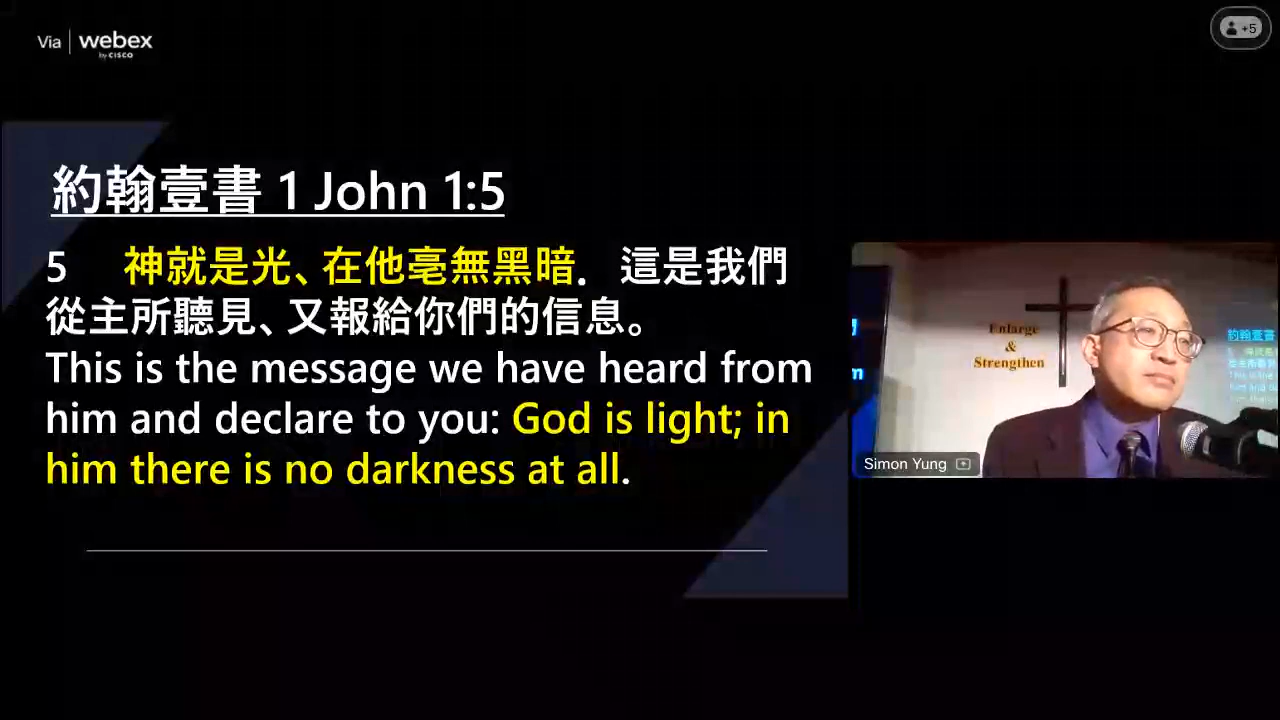 Via webex
by CISCO
+5
約翰壹書 1 John 1:5
5 神就是光、在他毫無黑暗．這是我們
從主所聽見、又報給你們的信息。
This is the message we have heard from
him and declare to you: God is light; in
him there is no darkness at all.
Enlarge
&
Strengthen
約翰壹書
Simon Yung